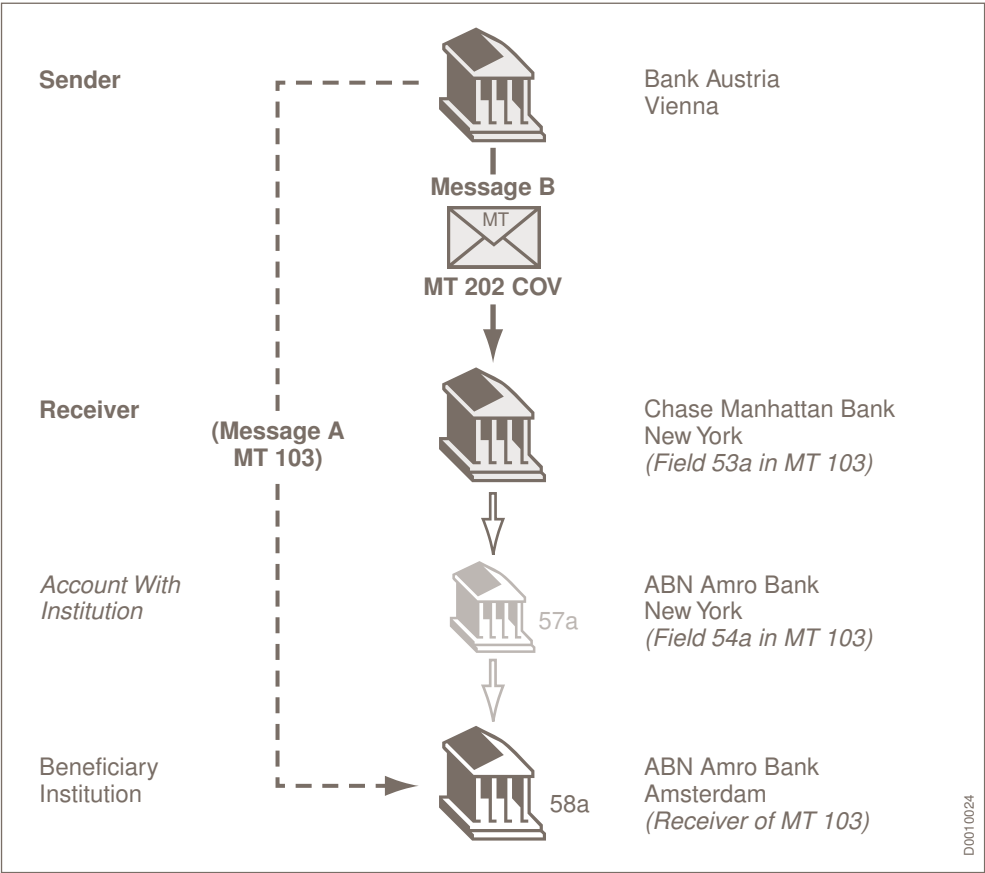 Sender
Bank Austria
Vienna
Message B
MT
MT 202 COV
Receiver
(Message A
MT 103)
Chase Manhattan Bank
New York
(Field 53a in MT 103)
Account With
Institution
57a
ABN Amro Bank
New York
(Field 54a in MT 103)
Beneficiary
Institution
58a
ABN Amro Bank
Amsterdam
(Receiver of MT 103)
D0010024